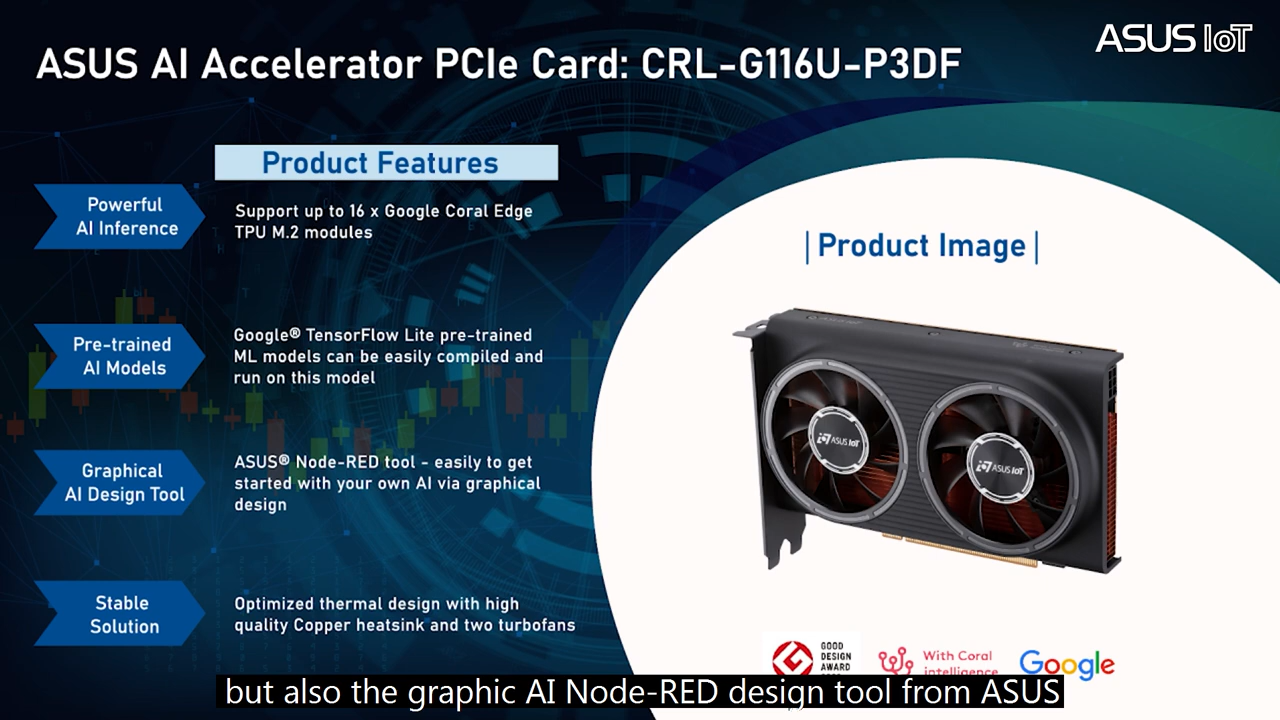 ASUS IoT
ASUS AI Accelerator PCIe Card: CRL-G116U-P3DF
Product Features
Powerful
AI Inference
Support up to 16 x Google Coral Edge
TPU M.2 modules
Pre-trained
AI Models
Google® TensorFlow Lite pre-trained
ML models can be easily compiled and
run on this model
Graphical
AI Design Tool
ASUS® Node-RED tool - easily to get
started with your own AI via graphical
design
Stable
Solution
Optimized thermal design with high
quality Copper heatsink and two turbofans
| Product Image |
ASUS IoT
ASUS IoT
GOOD
DESIGN
AWARD
With Coral
intelligence
Google
but also the graphic AI Node-RED design tool from ASUS